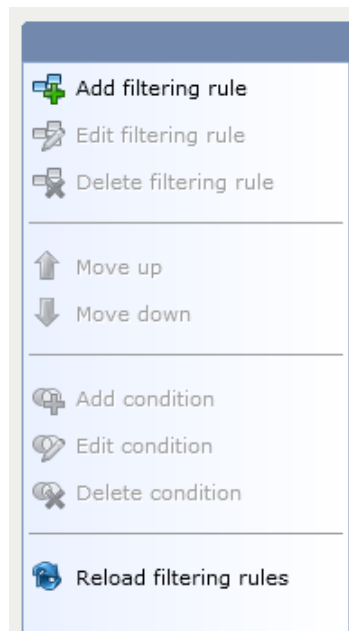 Add filtering rule
Edit filtering rule
Delete filtering rule
Move up
Move down
Add condition
Edit condition
Delete condition
Reload filtering rules